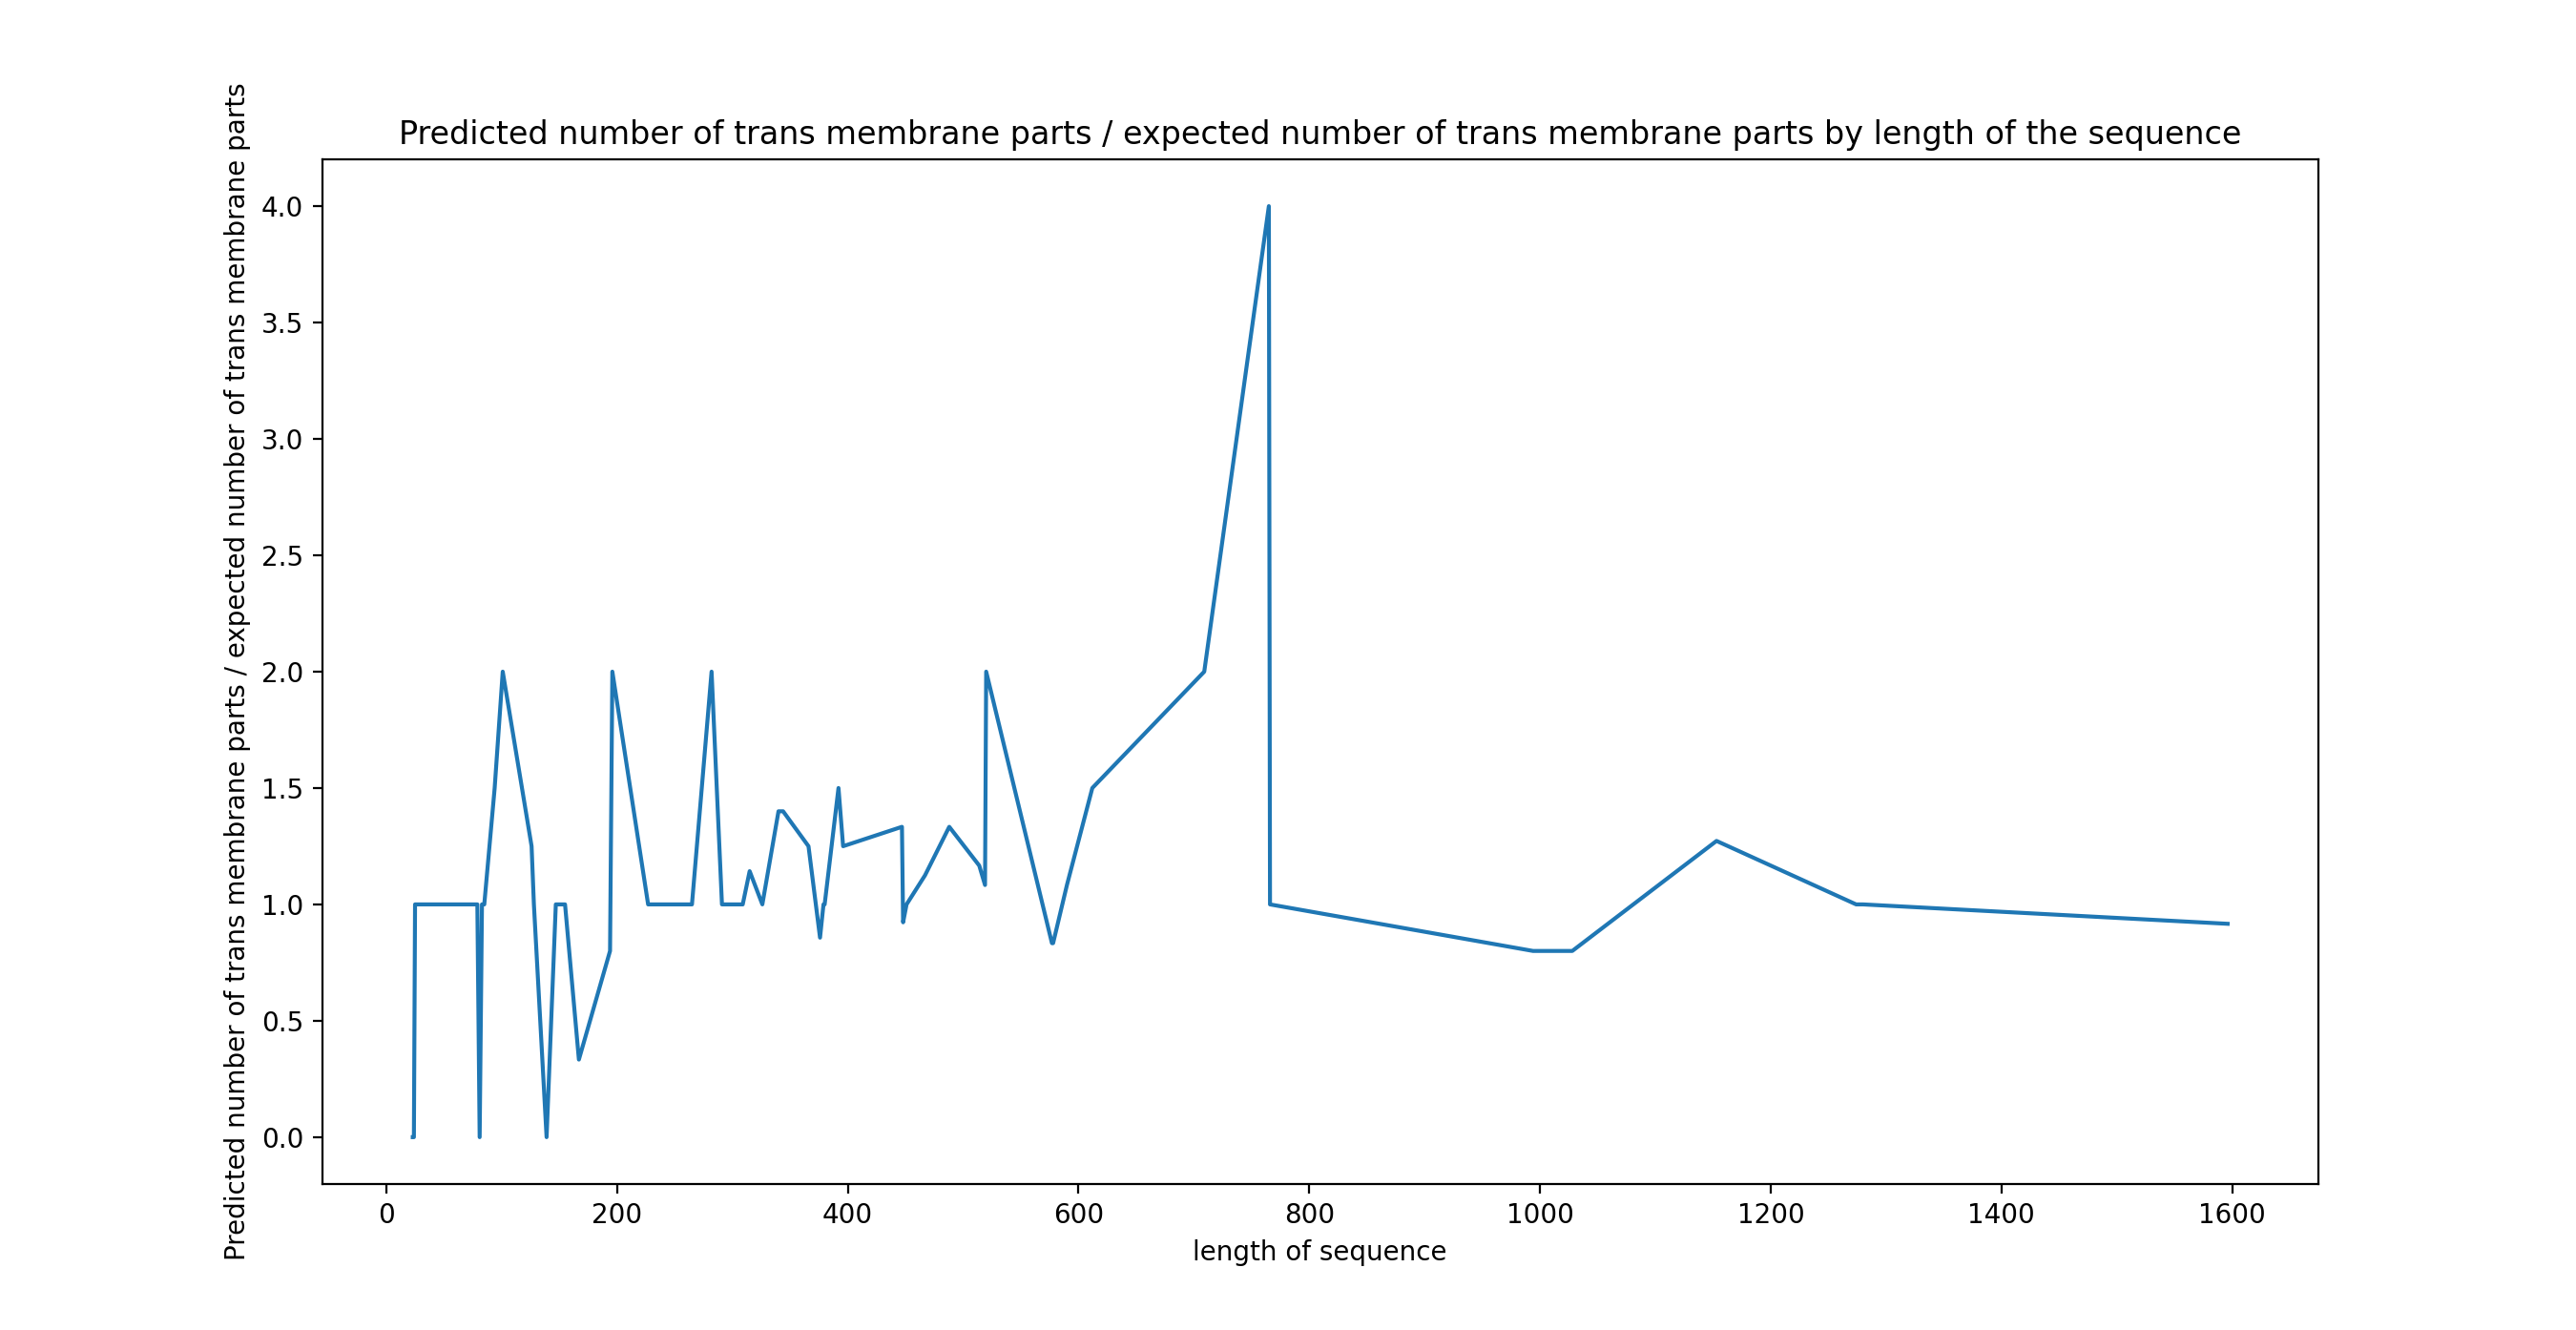 Predicted number of trans membrane parts / expected number of trans membrane parts by length of the sequence
Predicted number of trans membrane parts / expected number of trans membrane parts
4.0
3.5
3.0
2.5
2.0
1.5
1.0
0.5
0.0
0 200 400 600 800 1000 1200 1400 1600
length of sequence